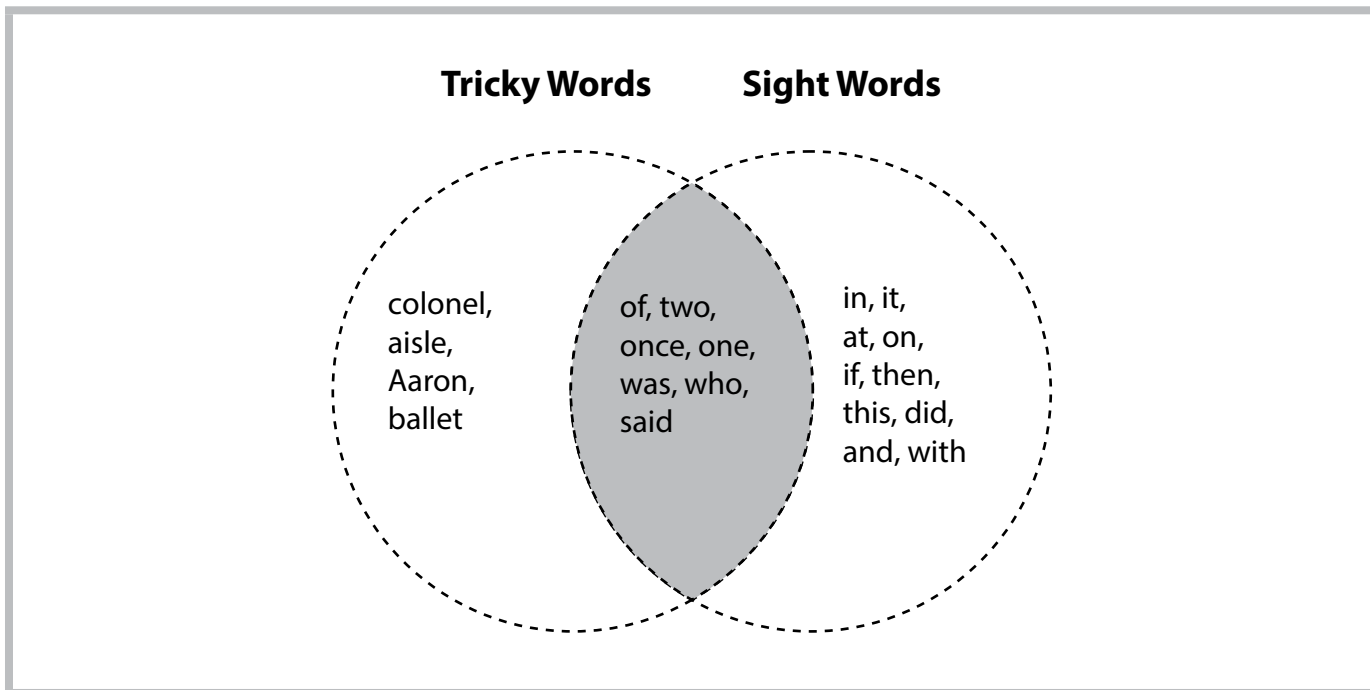 Tricky Words
Sight Words
colonel,
aisle,
Aaron,
ballet
of, two,
once, one,
was, who,
said
in, it,
at, on,
if, then,
this, did,
and, with